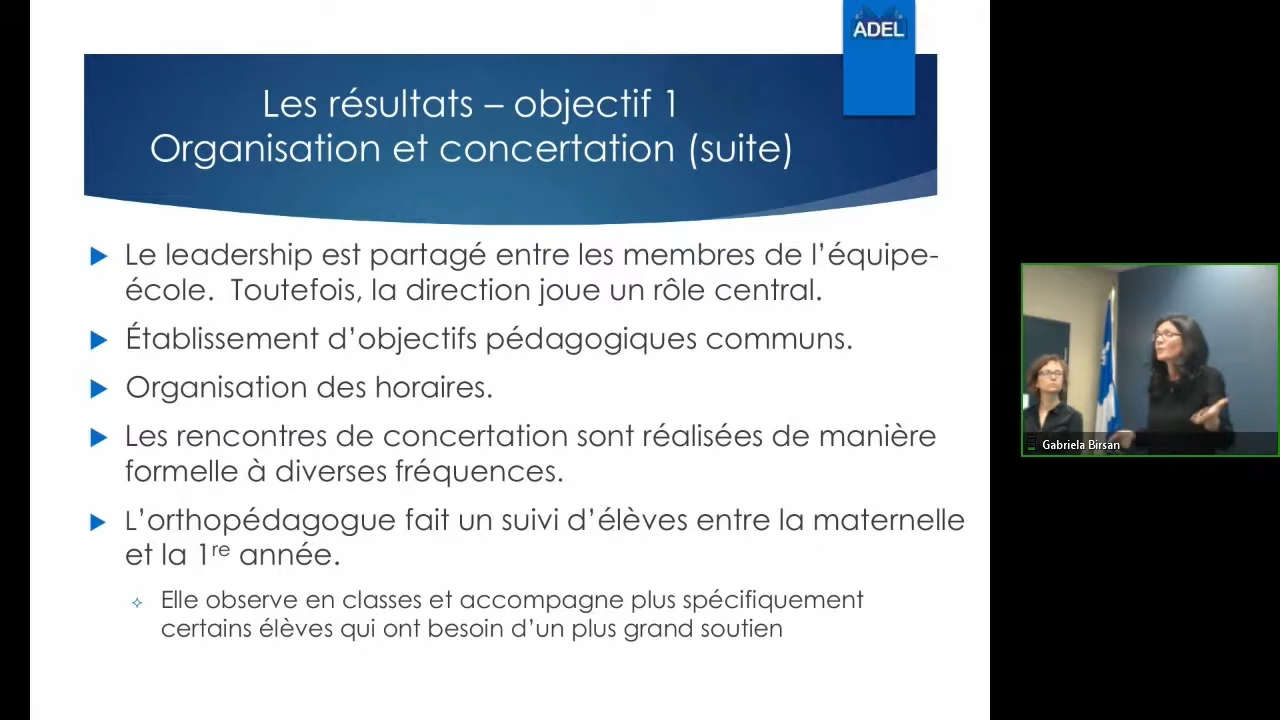 ADEL
Les résultats – objectif 1
Organisation et concertation (suite)
Le leadership est partagé entre les membres de l'équipe-
école.  Toutefois, la direction joue un rôle central.
Établissement d'objectifs pédagogiques communs.
Organisation des horaires.
Les rencontres de concertation sont réalisées de manière
formelle à diverses fréquences.
L'orthopédagogue fait un suivi d'élèves entre la maternelle
et la 1re année.
Elle observe en classes et accompagne plus spécifiquement
certains élèves qui ont besoin d'un plus grand soutien
Gabriela Birsan